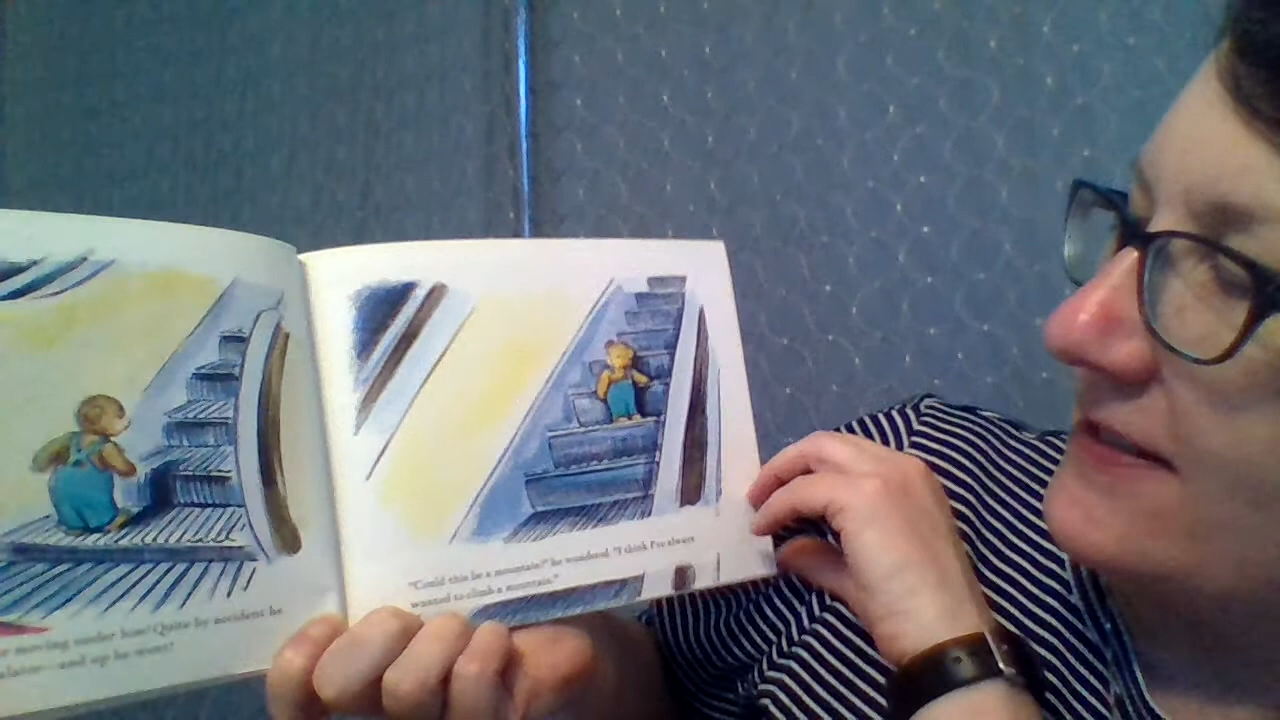 moving under him! Quite by accident he
and up he went!
"Could this be a mountain?" he wondered. "I think I've always
wanted to climb a mountain."